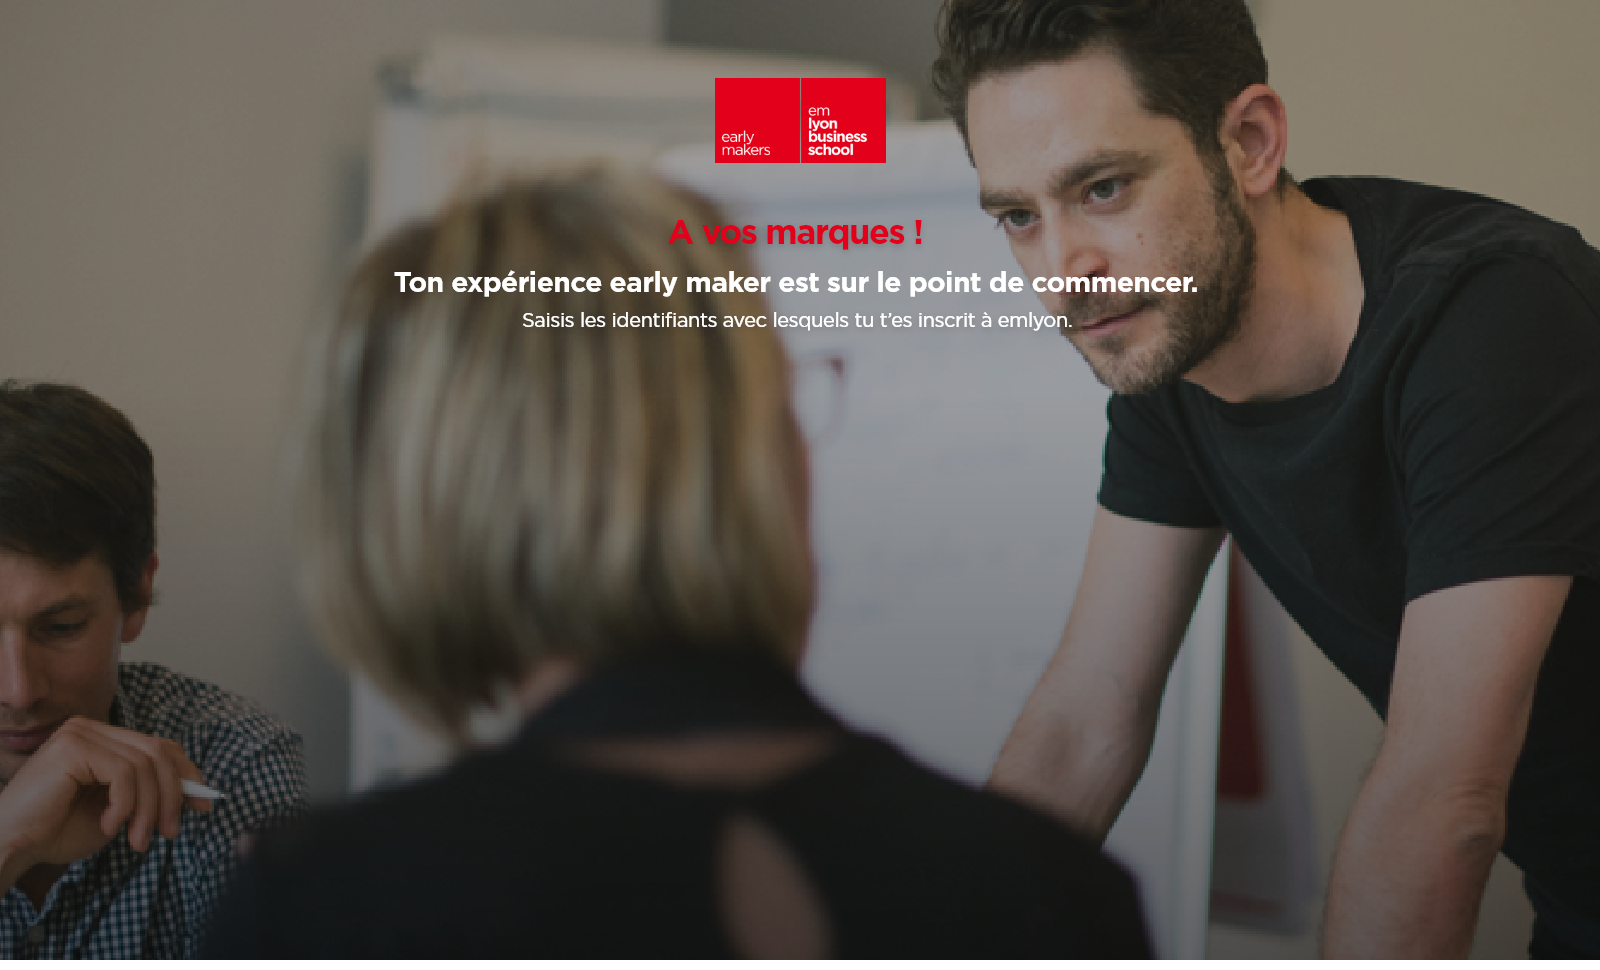 early
makers
em
lyon
business
school
A vos marques !
Ton expérience early maker est sur le point de commencer.
Saisis les identifiants avec lesquels tu t’es inscrit à emlyon.